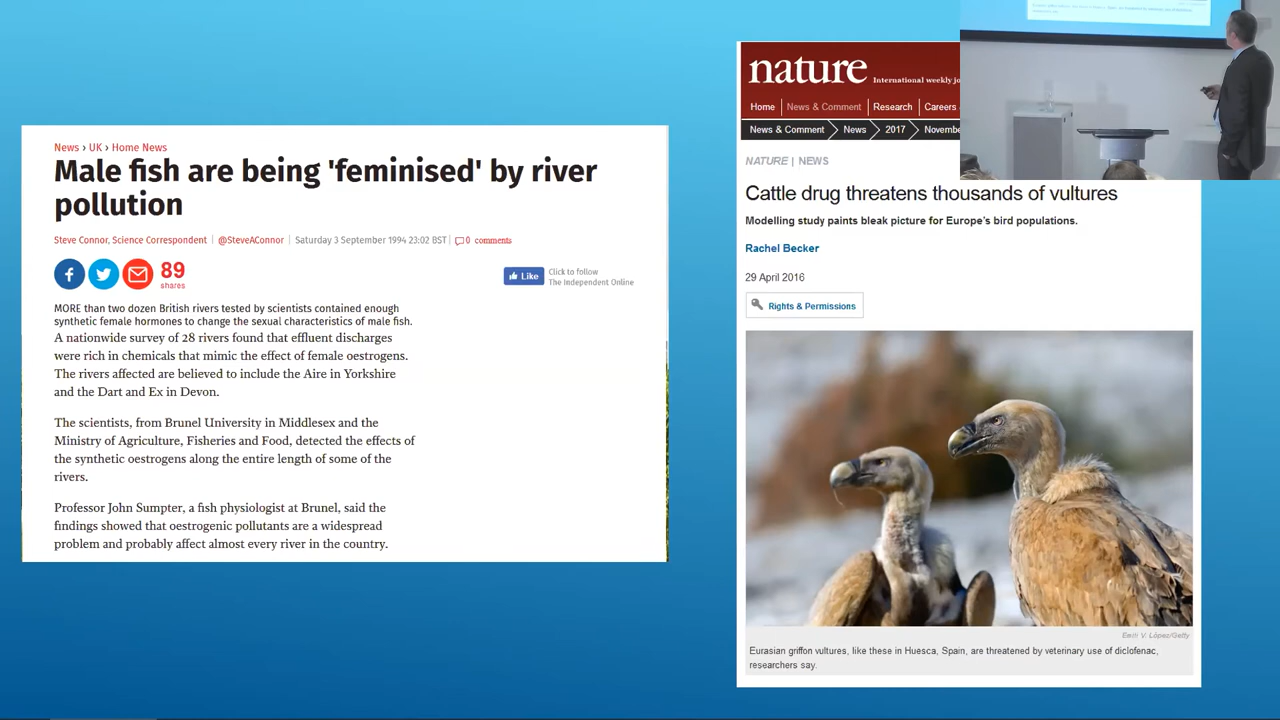 News › UK › Home News
Male fish are being 'feminised' by river
pollution
Steve Connor, Science Correspondent | @SteveAConnor | Saturday 3 September 1994 23:02 BST | 0 comments
89
shares
Like
Click to follow
The Independent Online
MORE than two dozen British rivers tested by scientists contained enough
synthetic female hormones to change the sexual characteristics of male fish.
A nationwide survey of 28 rivers found that effluent discharges
were rich in chemicals that mimic the effect of female oestrogens.
The rivers affected are believed to include the Aire in Yorkshire
and the Dart and Ex in Devon.
The scientists, from Brunel University in Middlesex and the
Ministry of Agriculture, Fisheries and Food, detected the effects of
the synthetic oestrogens along the entire length of some of the
rivers.
Professor John Sumpter, a fish physiologist at Brunel, said the
findings showed that oestrogenic pollutants are a widespread
problem and probably affect almost every river in the country.
nature International weekly jo
Home | News & Comment | Research | Careers
News & Comment News 2017 Novembe
NATURE | NEWS
Cattle drug threatens thousands of vultures
Modelling study paints bleak picture for Europe's bird populations.
Rachel Becker
29 April 2016
Rights & Permissions
Emili V. López/Getty
Eurasian griffon vultures, like these in Huesca, Spain, are threatened by veterinary use of diclofenac,
researchers say.